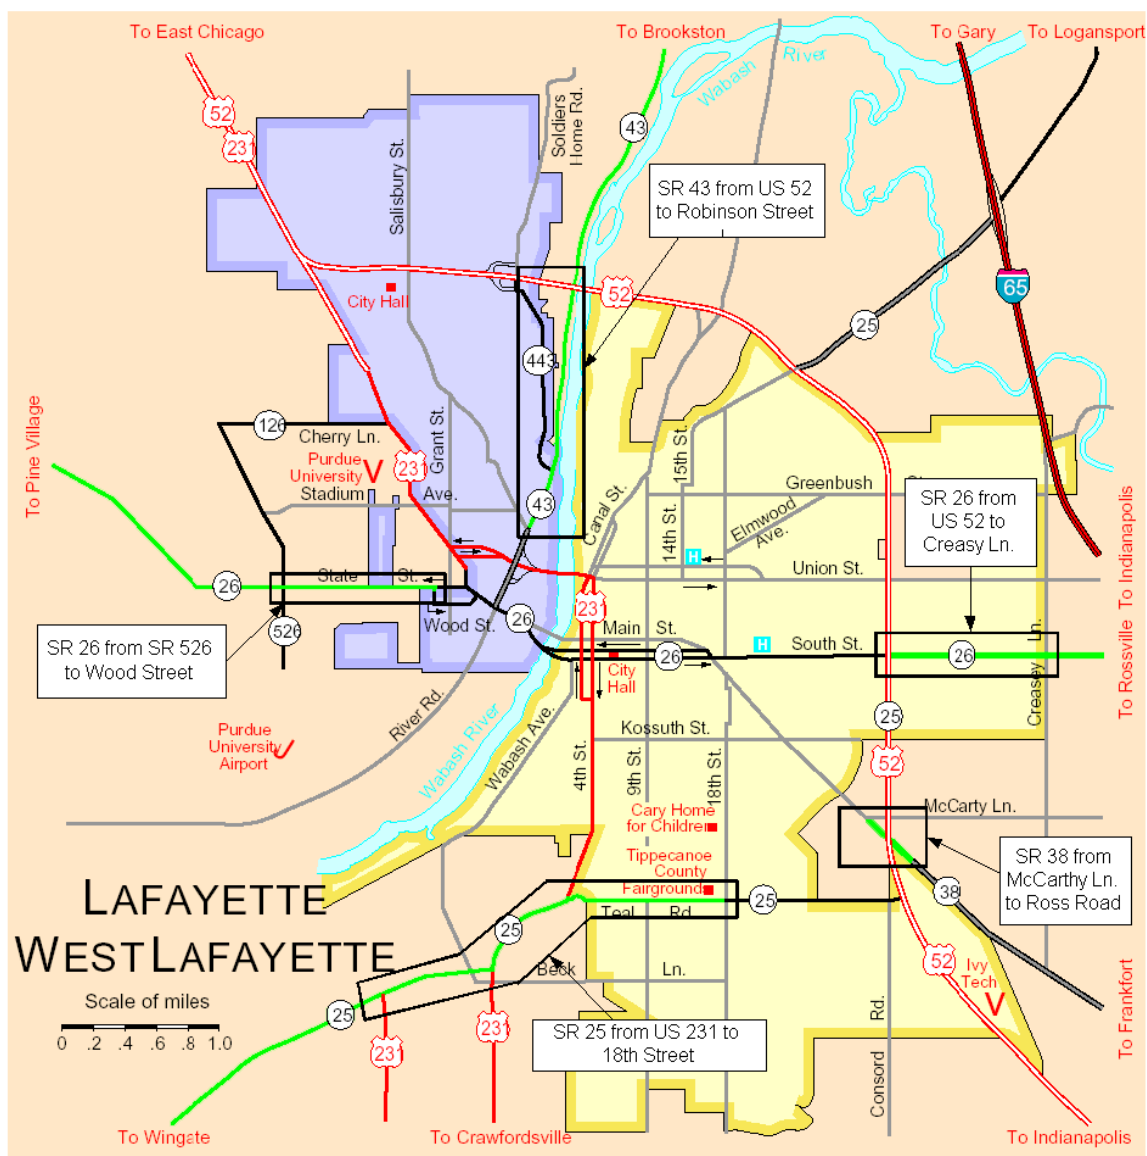 To East Chicago
To Brookston
To Gary
To Logansport
Wabash
River
52
231
43
Soldiers
Home Rd.
Salisbury St.
SR 43 from US 52
to Robinson Street
65
City Hall
52
25
443
To Pine Village
126
Cherry Ln.
Purdue
University
Grant St.
231
Stadium
Ave.
43
Canal St.
15th St.
14th St.
Greenbush
St.
Elmwood
Ave.
SR 26 from
US 52 to
Creasy Ln.
To Indianapolis
H
Union St.
State
St.
26
Wood St.
526
26
231
Main
St.
H
South St.
26
26
SR 26 from SR 526
to Wood Street
City
Hall
Creasey
Ln.
To Rossville
River Rd.
Purdue
University
Airport
Wabash River
Wabash Ave.
4th St.
9th St.
18th St.
Kossuth St.
25
52
McCarty Ln.
Cary Home
for Children
Tippecanoe
County
Fairgrounds
SR 38 from
McCarthy Ln.
to Ross Road
38
25
Teal
Rd.
25
LAFAYETTE
WEST LAFAYETTE
Beck
Ln.
52
Ivy
Tech
Scale of miles
0 .2 .4 .6 .8 1.0
25
231
231
SR 25 from US 231 to
18th Street
Consord
Rd.
To Frankfort
To Wingate
To Crawfordsville
To Indianapolis